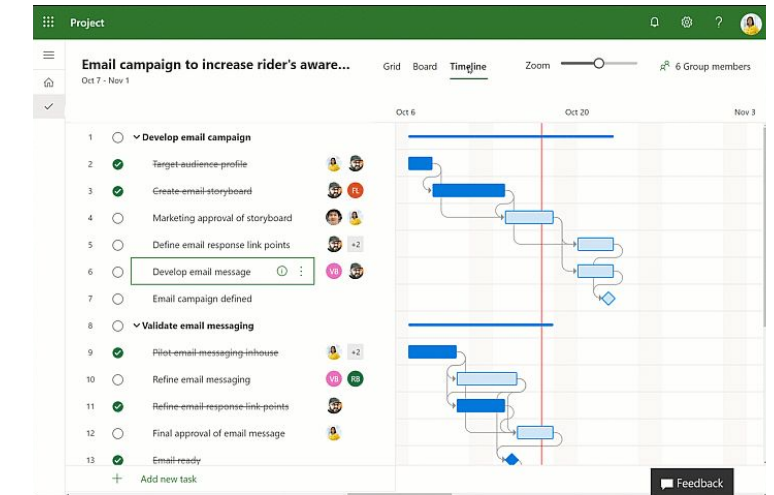 Project
?
Email campaign to increase rider's aware...
Oct 7 - Nov 1
Grid Board Timeline Zoom 6 Group members
Oct 6 Oct 20 Nov 3
1 Develop email campaign
2 Target audience profile
3 Create email storyboard FL
4 Marketing approval of storyboard
5 Define email response link points +2
6 Develop email message VB
7 Email campaign defined
8 Validate email messaging
9 Pilot email messaging inhouse +2
10 Refine email messaging VB RB
11 Refine email response link points
12 Final approval of email message
13 Email ready
Add new task
Feedback